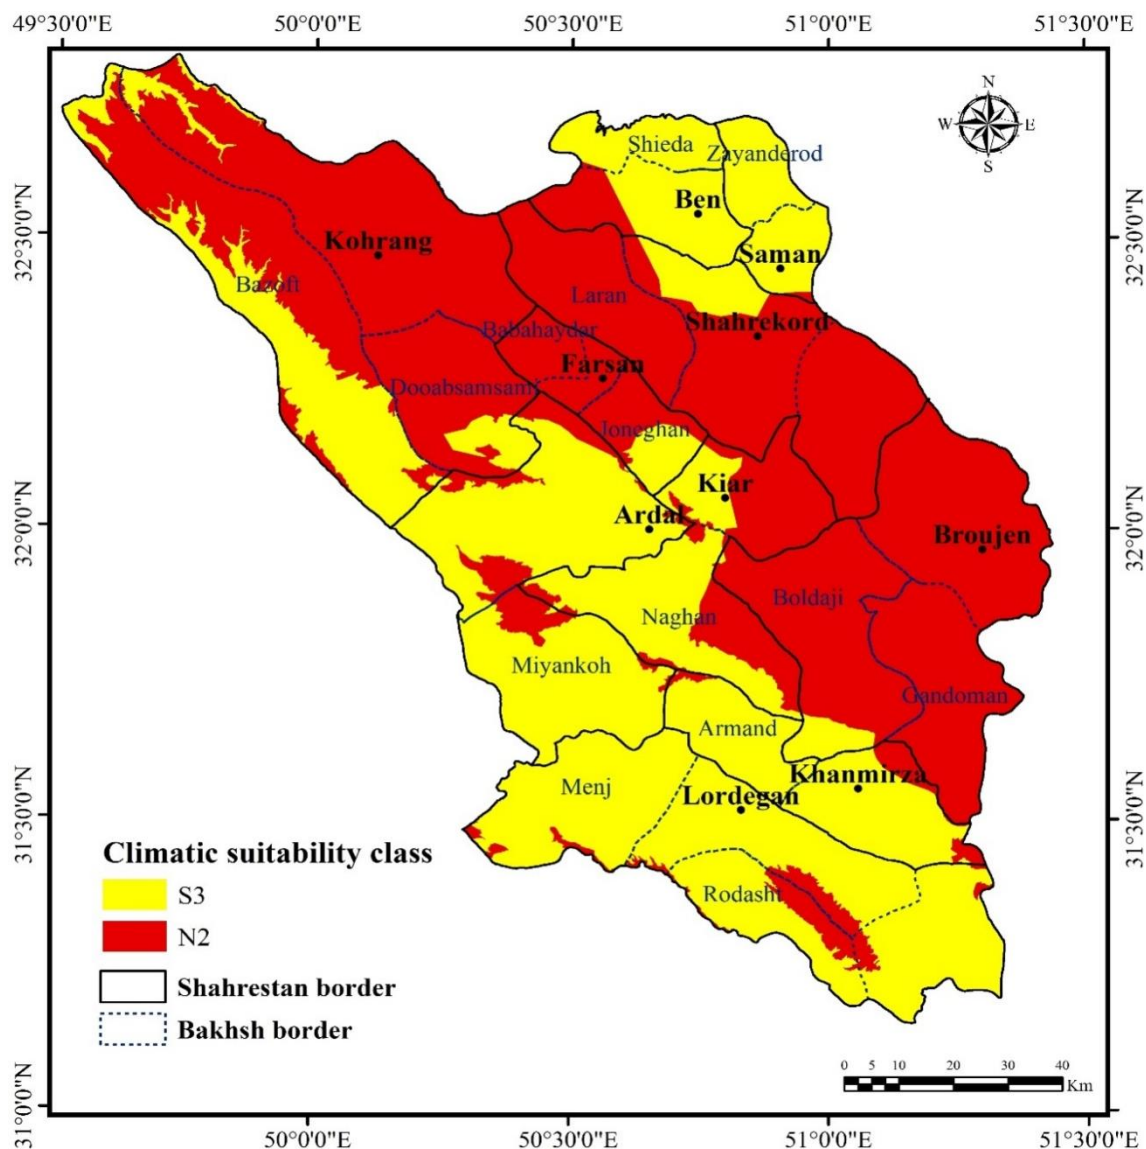 49°30'0"E 50°0'0"E 50°30'0"E 51°0'0"E 51°30'0"E
N
W E
S
Shieda
Zayanderod
Ben
32°30'0"N
32°30'0"N
Kohrang
Saman
Bazoft
Laran
Babahaydar
Shahrekord
Farsan
Dooabsamsami
Joneghan
Kiar
Ardal
32°0'0"N
32°0'0"N
Broujen
Boldaji
Naghan
Miyankoh
Gandoman
Armand
Khanmirza
Menj
Lordegan
31°30'0"N
31°30'0"N
Climatic suitability class
S3
Rodasht
N2
Shahrestan border
Bakhsh border
0 5 10 20 30 40
Km
31°0'0"N
50°0'0"E 50°30'0"E 51°0'0"E 51°30'0"E